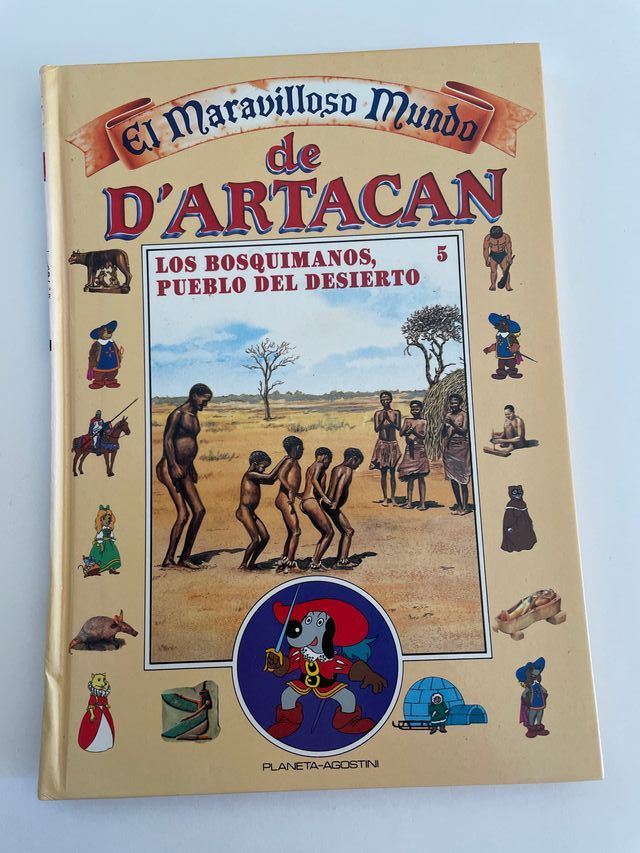 El Maravilloso Mundo
de
D'ARTACAN
LOS BOSQUIMANOS, 5
PUEBLO DEL DESIERTO
PLANETA-AGOSTINI